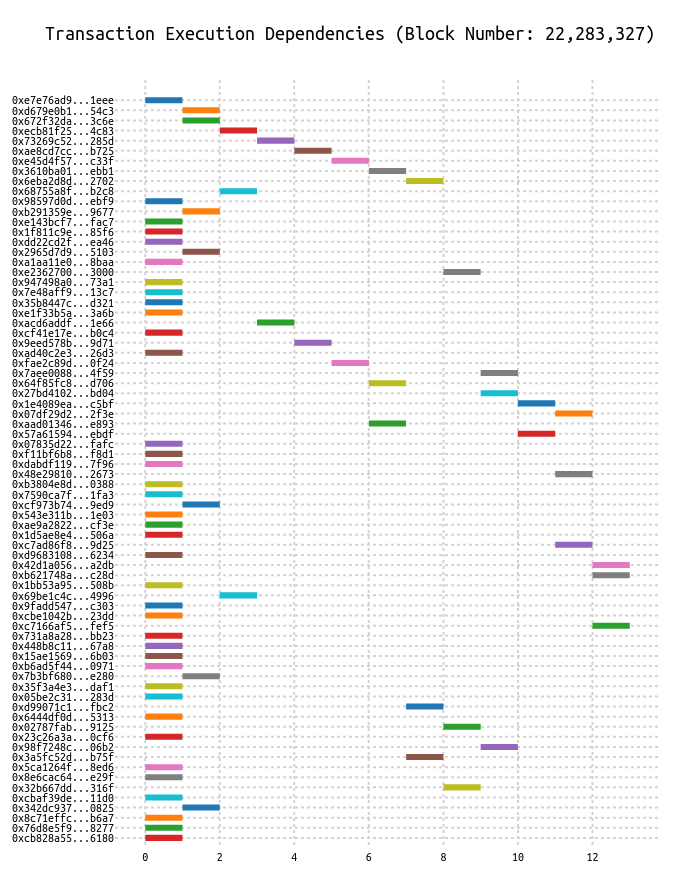 Transaction Execution Dependencies (Block Number: 22,283,327)
0xe7e76ad9...1eee
0xd679e0b1...54c3
0x672f32da...3c6e
0xecb81f25...4c83
0x73269c52...285d
0xae8cd7cc...b725
0xe45d4f57...c33f
0x3610ba01...ebb1
0x6eba2d8d...2702
0x68755a8f...b2c8
0x98597d0d...ebf9
0xb291359e...9677
0xe143bcf7...fac7
0x1f811c9e...85f6
0xdd22cd2f...ea46
0x2965d7d9...5103
0xa1aa11e0...8baa
0xe2362700...3000
0x947498a0...73a1
0x7e48aff9...13c7
0x35b8447c...d321
0xe1f33b5a...3a6b
0xacd6addf...1e66
0xcf41e17e...b0c4
0x9eed578b...9d71
0xad40c2e3...26d3
0xfae2c89d...0f24
0x7aee0088...4f59
0x64f85fc8...d706
0x27bd4102...bd04
0x1e4089ea...c5bf
0x07df29d2...2f3e
0xaad01346...e893
0x57a61594...ebdf
0x07835d22...fafc
0xf11bf6b8...f8d1
0xdabdf119...7f96
0x48e29810...2673
0xb3804e8d...0388
0x7590ca7f...1fa3
0xcf973b74...9ed9
0x543e311b...1e03
0xae9a2822...cf3e
0x1d5ae8e4...506a
0xc7ad86f8...9d25
0xd9683108...6234
0x42d1a056...a2db
0xb621748a...c28d
0x1bb53a95...508b
0x69be1c4c...4996
0x9fadd547...c303
0xcbe1042b...23dd
0xc7166af5...fef5
0x731a8a28...bb23
0x448b8c11...67a8
0x15ae1569...6b03
0xb6ad5f44...0971
0x7b3bf680...e280
0x35f3a4e3...daf1
0x05be2c31...283d
0xd99071c1...fbc2
0x6444df0d...5313
0x02787fab...9125
0x23c26a3a...0cf6
0x98f7248c...06b2
0x3a5fc52d...b75f
0x5ca1264f...8ed6
0x8e6cac64...e29f
0x32b667dd...316f
0xcbaf39de...11d0
0x342dc937...0825
0x8c71effc...b6a7
0x76d8e5f9...8277
0xcb828a55...6180
0 2 4 6 8 10 12